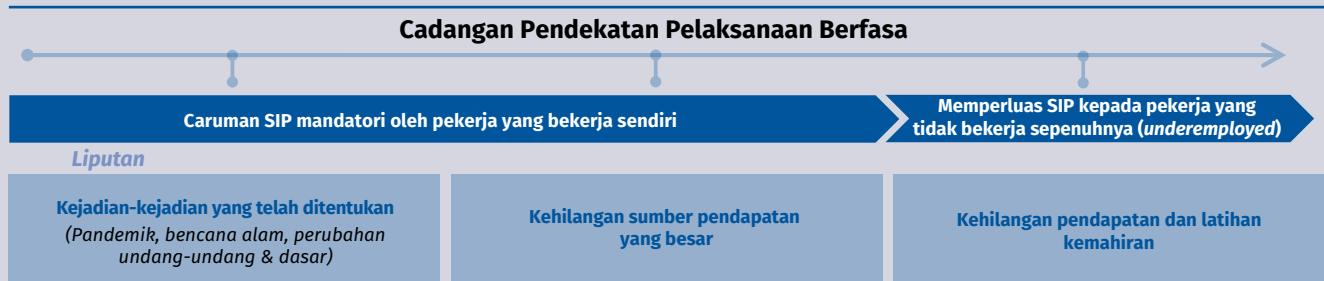 Cadangan Pendekatan Pelaksanaan Berfasa
Caruman SIP mandatori oleh pekerja yang bekerja sendiri
Memperluas SIP kepada pekerja yang
tidak bekerja sepenuhnya (underemployed)
Liputan
Kejadian-kejadian yang telah ditentukan
(Pandemik, bencana alam, perubahan
undang-undang & dasar)
Kehilangan sumber pendapatan
yang besar
Kehilangan pendapatan dan latihan
kemahiran